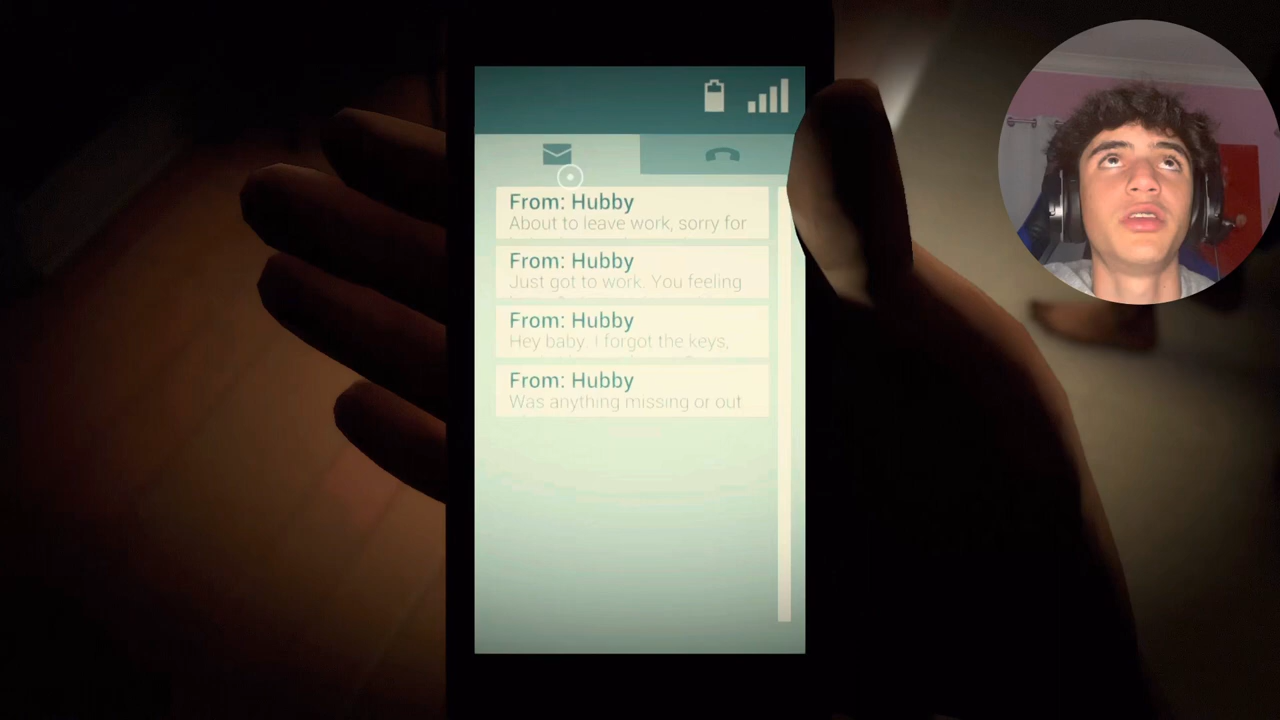 From: Hubby
About to leave work, sorry for
From: Hubby
Just got to work. You feeling
From: Hubby
Hey baby. I forgot the keys,
From: Hubby
Was anything missing or out